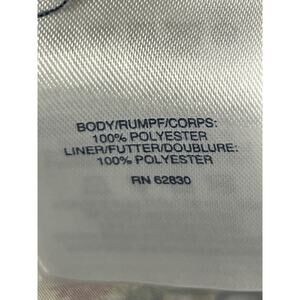 BODY/RUMPF/CORPS:
100% POLYESTER
LINER/FUTTER/DOUBLURE:
100% POLYESTER
RN 62830